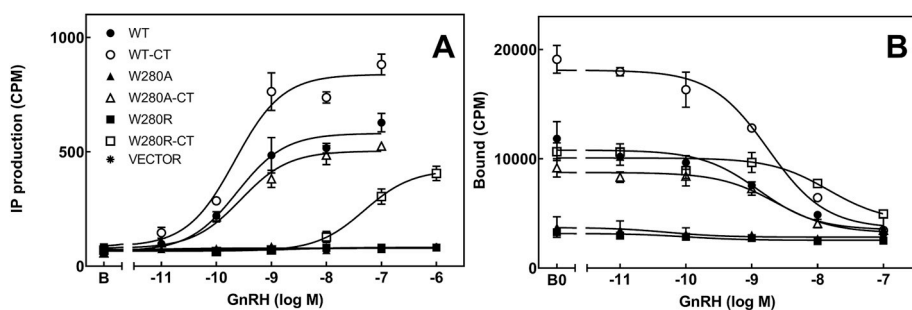 A
IP production (CPM)
1000
500
0
WT
WT-CT
W280A
W280A-CT
W280R
W280R-CT
VECTOR
B -11 -10 -9 -8 -7 -6
GnRH (log M)
B
Bound (CPM)
20000
10000
0
B0 -11 -10 -9 -8 -7
GnRH (log M)